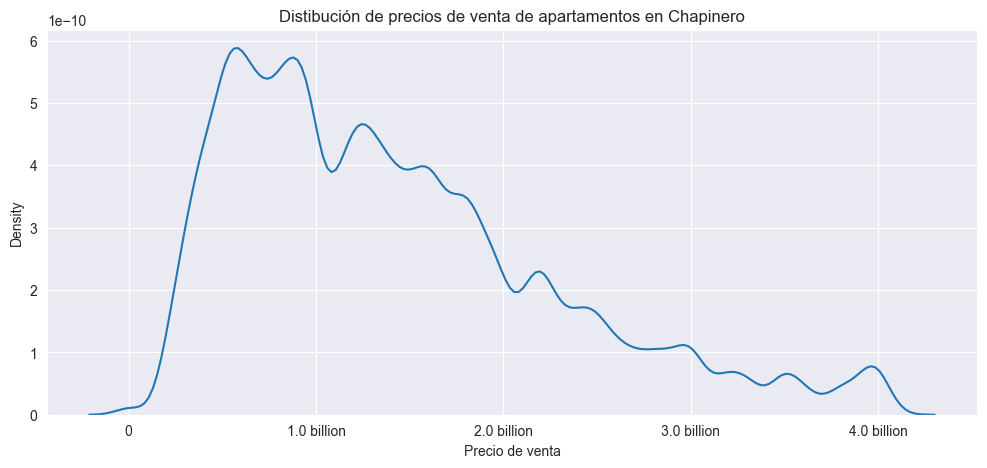 Distibución de precios de venta de apartamentos en Chapinero
1e−10
6
5
4
3
2
1
0
Density
0 1.0 billion 2.0 billion 3.0 billion 4.0 billion
Precio de venta